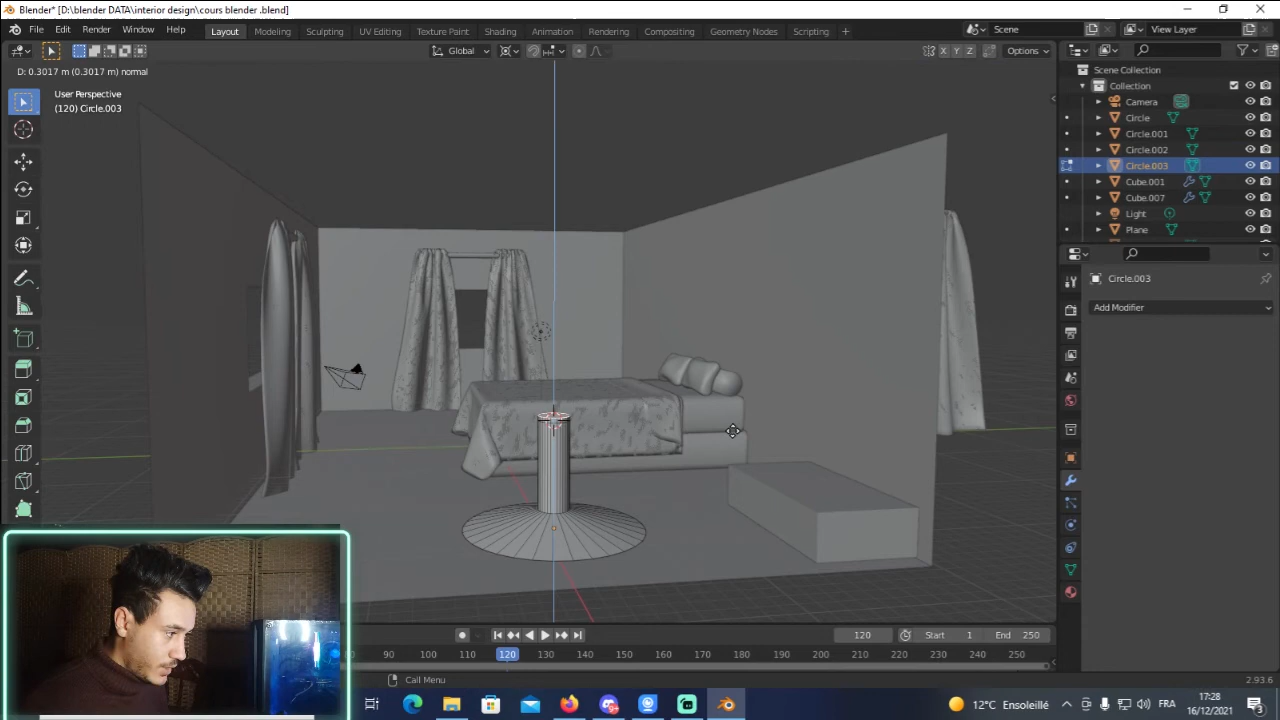 Blender* [D:\blender DATA\interior design\cours blender .blend]
File Edit Render Window Help Layout Modeling Sculpting UV Editing Texture Paint Shading Animation Rendering Compositing Geometry Nodes Scripting + Scene View Layer
Global X Y Z Options
D: 0.3017 m (0.3017 m) normal
User Perspective
(120) Circle.003
Scene Collection
Collection
Camera
Circle
Circle.001
Circle.002
Circle.003
Cube.001
Cube.007
Light
Plane
Circle.003
Add Modifier
120 Start 1 End 250
90 100 110 120 130 140 150 160 170 180 190 200 210 220 230 240 250
Call Menu 2.93.6
12°C Ensoleillé FRA 17:28 16/12/2021